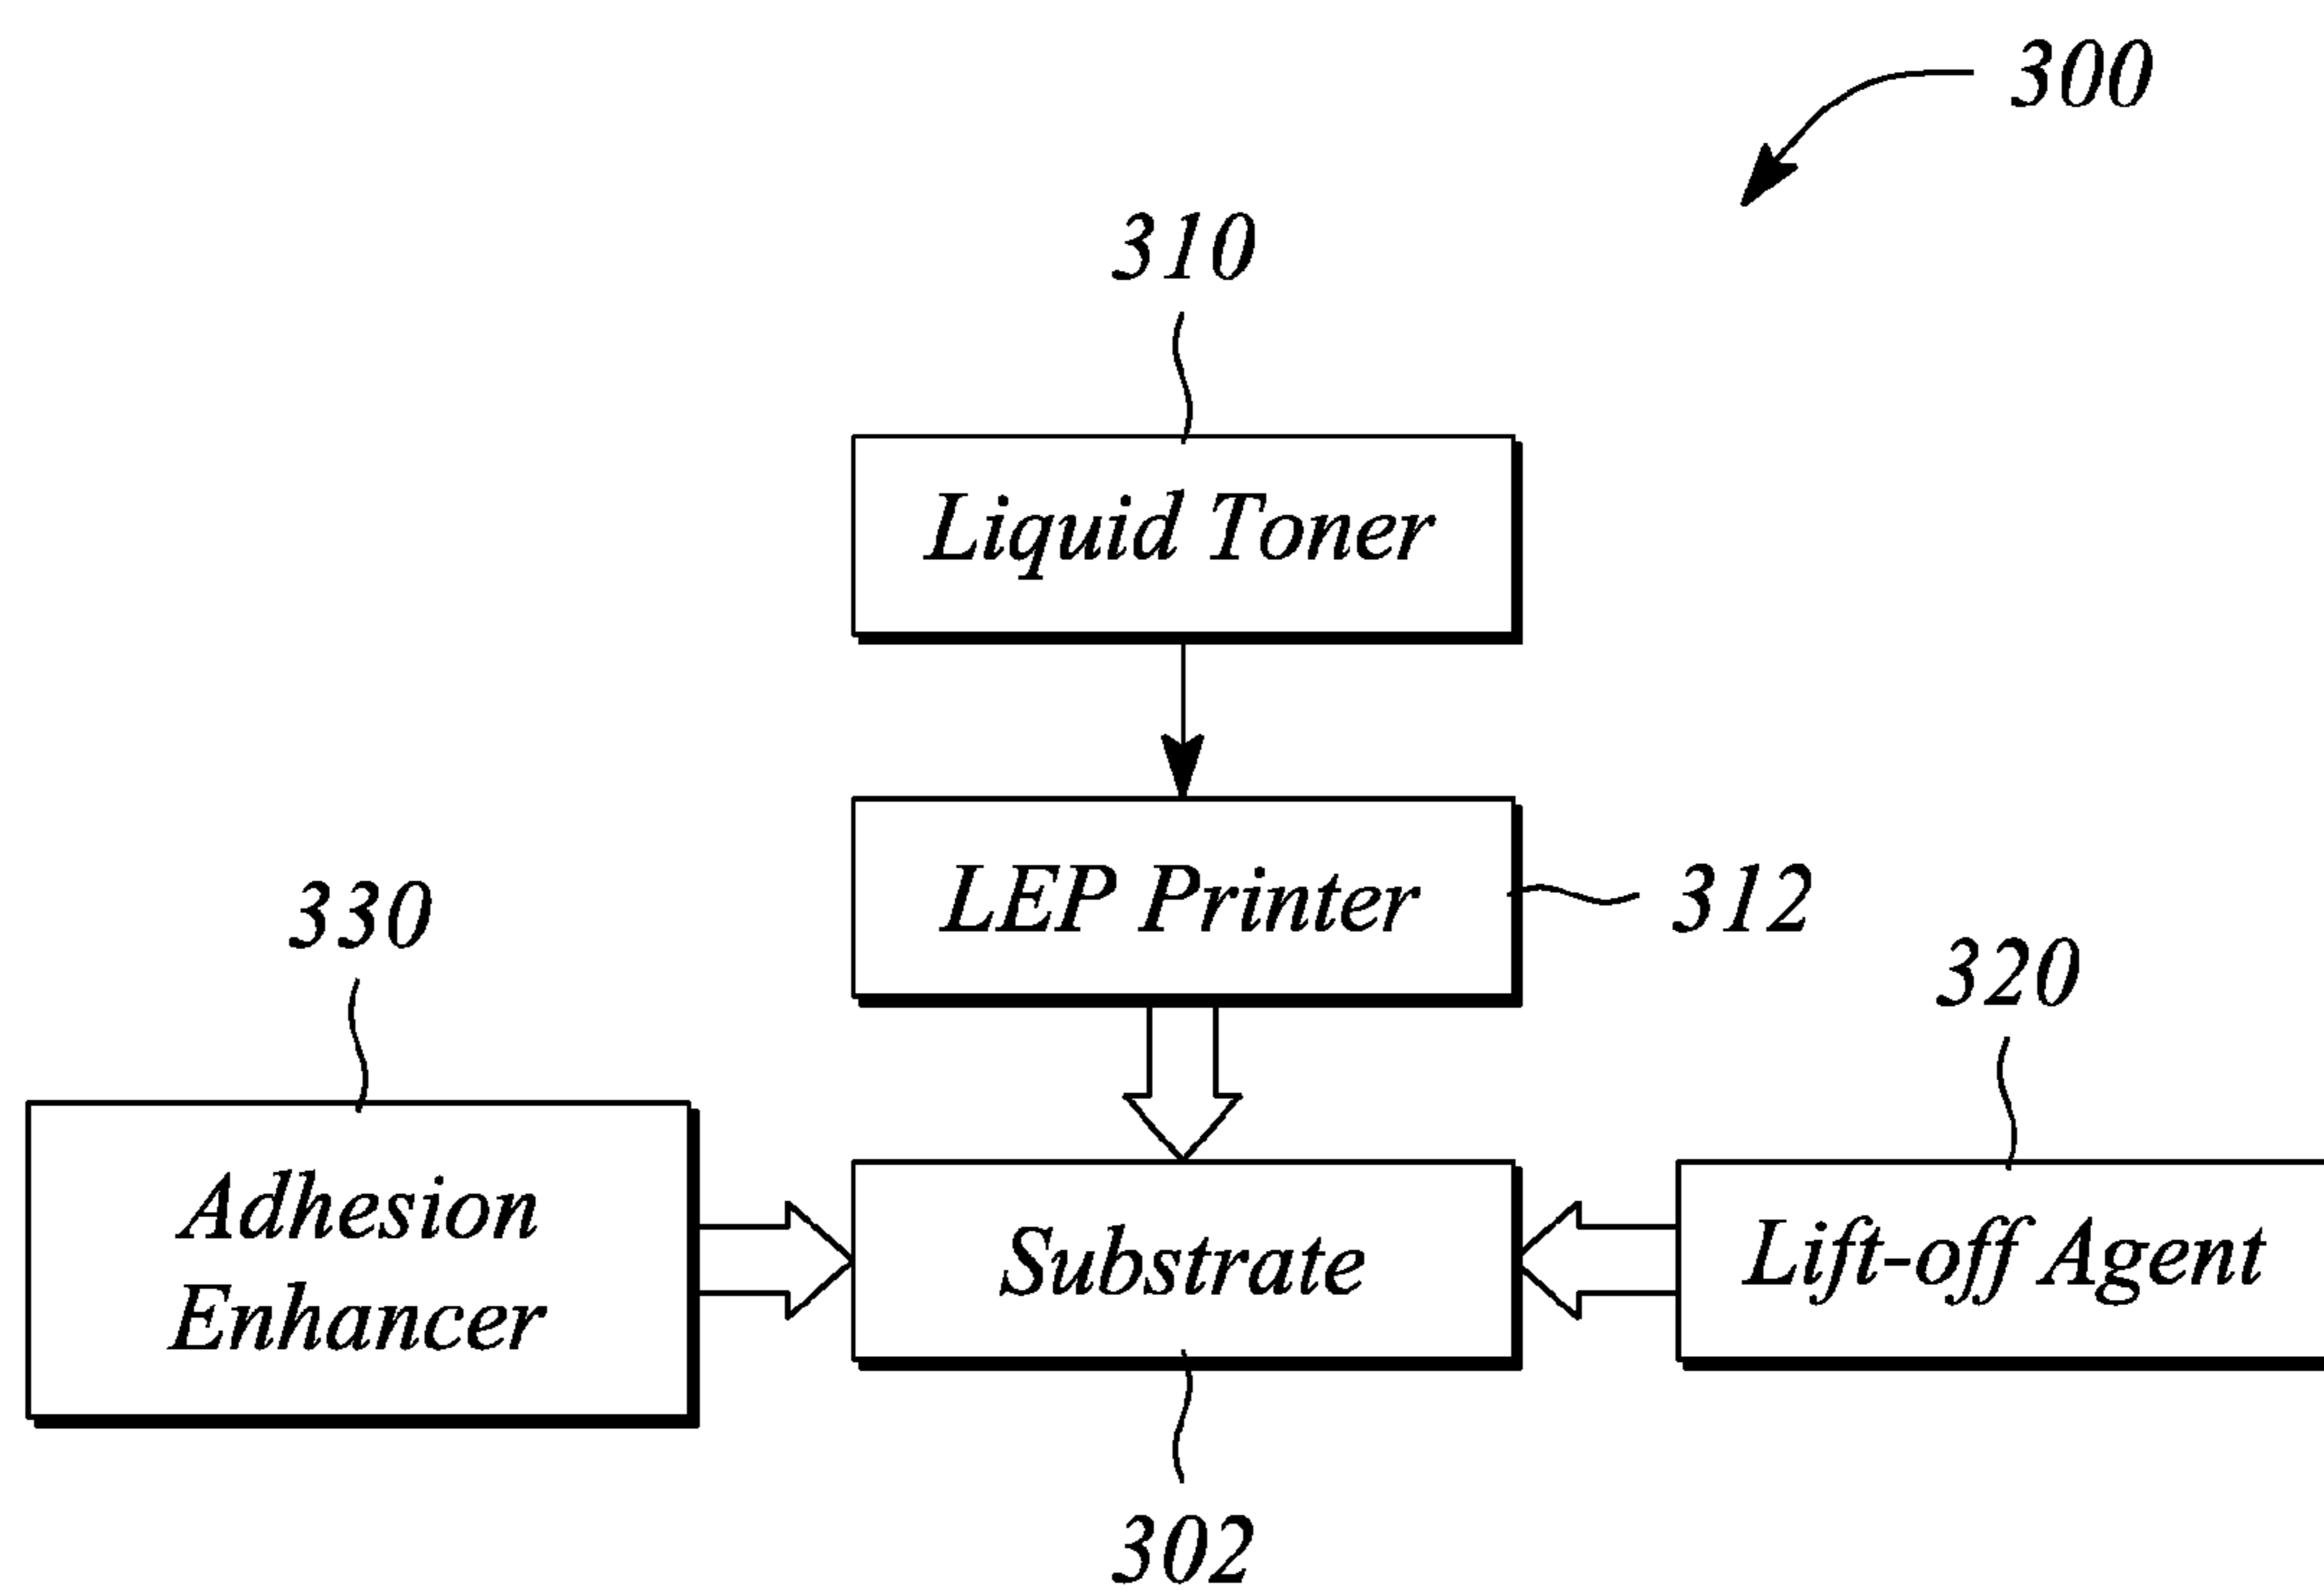 300
310
Liquid Toner
LEP Printer
312
330
320
Adhesion
Enhancer
Substrate
Lift-off Agent
302